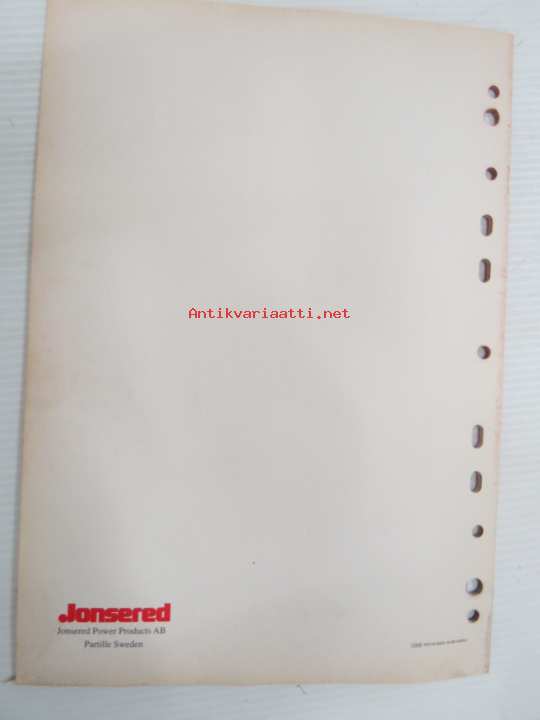 Antikvariaatti.net
Jonsered
Jonsered Power Products AB
Partille Sweden